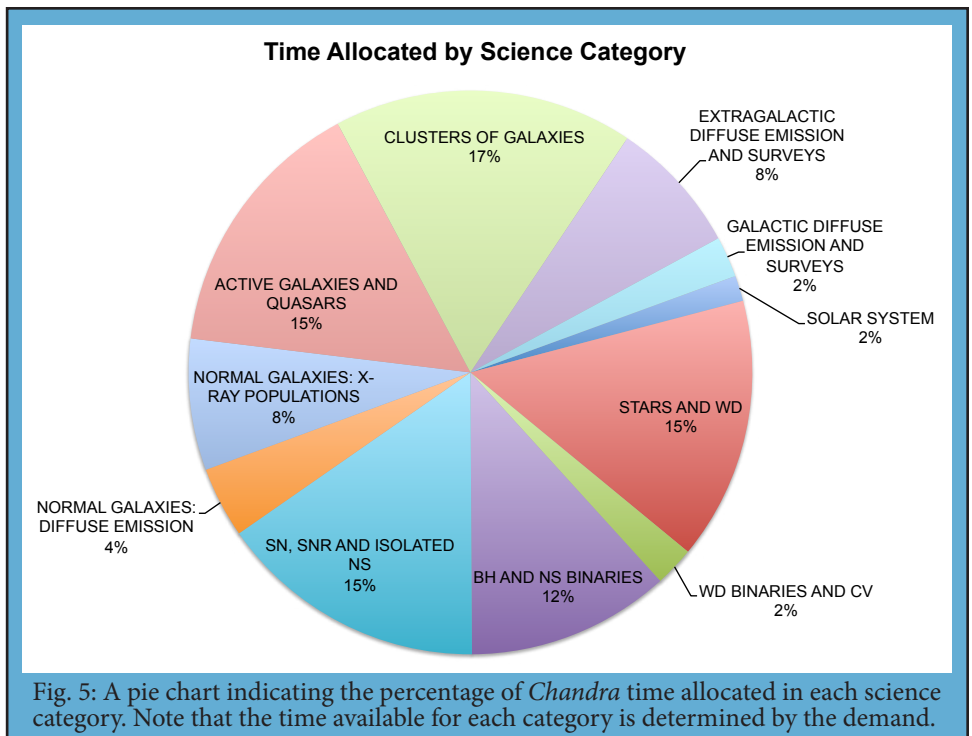 Time Allocated by Science Category
CLUSTERS OF GALAXIES
17%
EXTRAGALACTIC
DIFFUSE EMISSION
AND SURVEYS
8%
GALACTIC DIFFUSE
EMISSION AND
SURVEYS
2%
SOLAR SYSTEM
2%
STARS AND WD
15%
WD BINARIES AND CV
2%
BH AND NS BINARIES
12%
SN, SNR AND ISOLATED
NS
15%
NORMAL GALAXIES:
DIFFUSE EMISSION
4%
NORMAL GALAXIES: X-
RAY POPULATIONS
8%
ACTIVE GALAXIES AND
QUASARS
15%
Fig. 5: A pie chart indicating the percentage of Chandra time allocated in each science
category. Note that the time available for each category is determined by the demand.